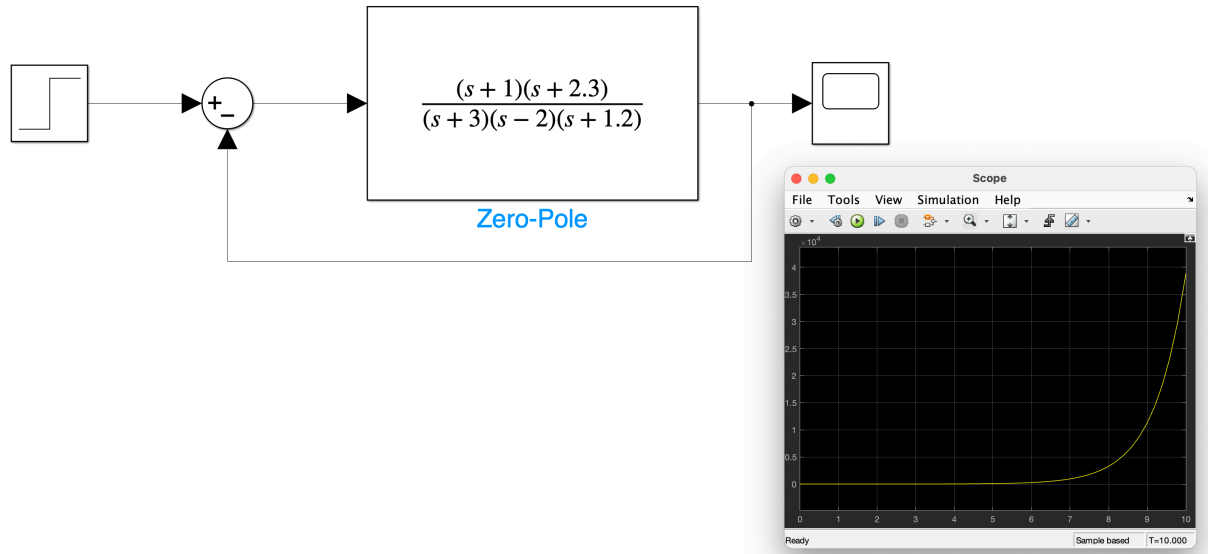 +
−
(s + 1)(s + 2.3)
(s + 3)(s − 2)(s + 1.2)
Zero-Pole
Scope
File Tools View Simulation Help
×10⁴
4
3.5
3
2.5
2
1.5
1
0.5
0
0 1 2 3 4 5 6 7 8 9 10
Ready
Sample based T=10.000